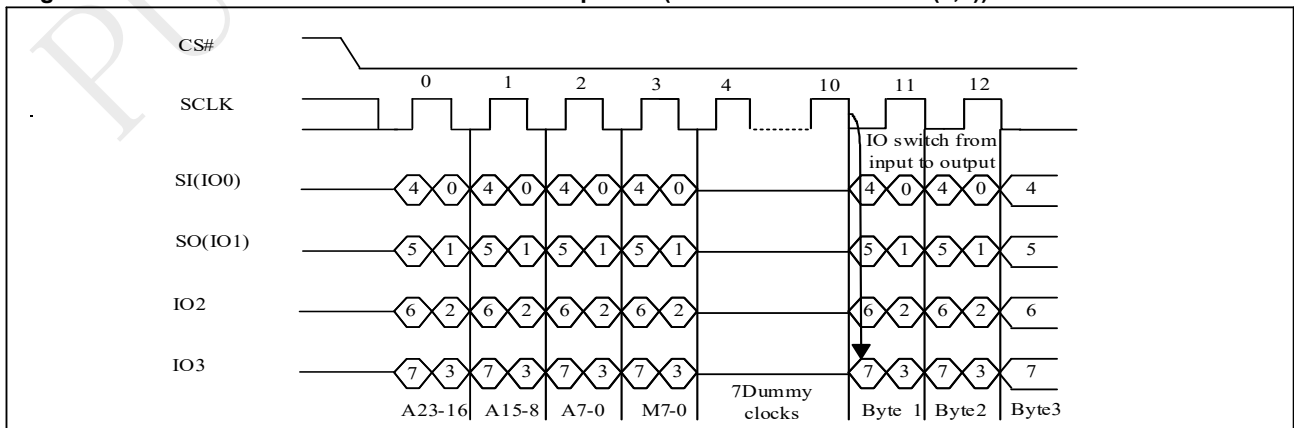 CS#
0 1 2 3 4 10 11 12
SCLK
IO switch from
input to output
SI(IO0) 4 0 4 0 4 0 4 0 4 0 4 0 4
SO(IO1) 5 1 5 1 5 1 5 1 5 1 5 1 5
IO2 6 2 6 2 6 2 6 2 6 2 6 2 6
IO3 7 3 7 3 7 3 7 3 7 3 7 3 7
7Dummy
clocks
A23-16 A15-8 A7-0 M7-0 Byte 1 Byte2 Byte3